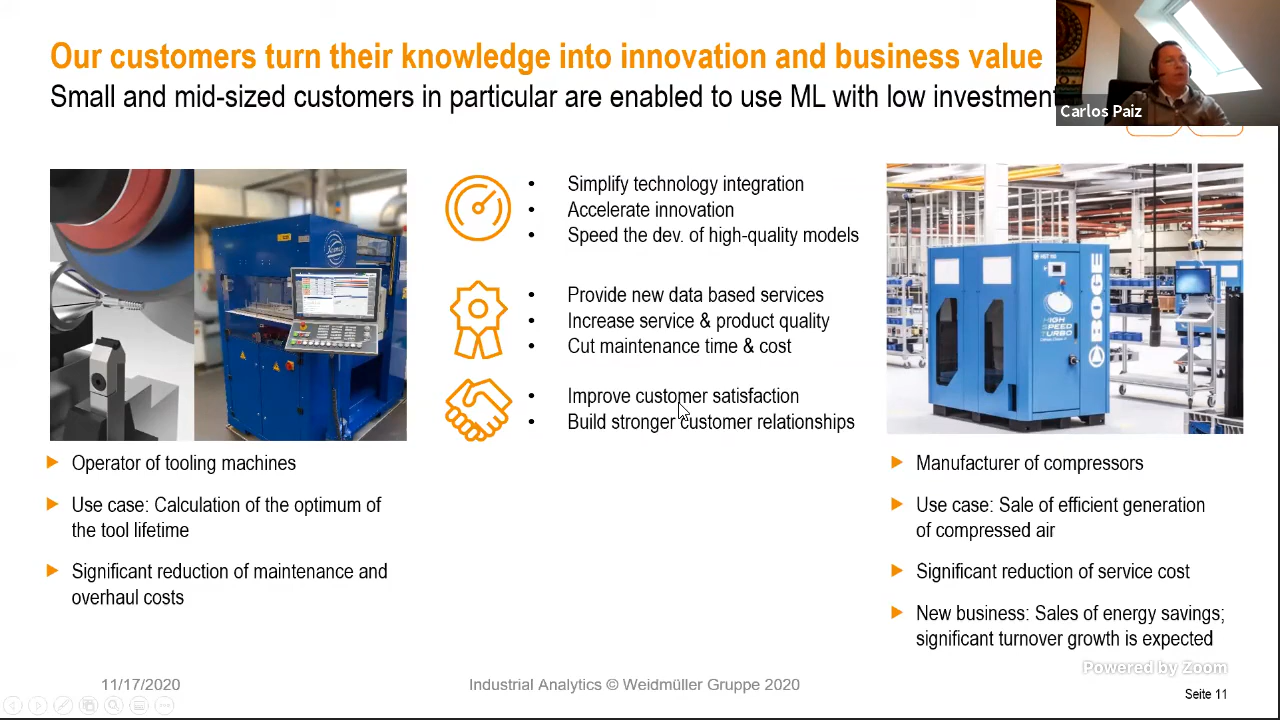 Our customers turn their knowledge into innovation and business value
Small and mid-sized customers in particular are enabled to use ML with low investment
Carlos Paiz
• Simplify technology integration
• Accelerate innovation
• Speed the dev. of high-quality models
• Provide new data based services
• Increase service & product quality
• Cut maintenance time & cost
• Improve customer satisfaction
• Build stronger customer relationships
BOGE
HIGH
SPEED
TURBO
Operator of tooling machines
Use case: Calculation of the optimum of
the tool lifetime
Significant reduction of maintenance and
overhaul costs
Manufacturer of compressors
Use case: Sale of efficient generation
of compressed air
Significant reduction of service cost
New business: Sales of energy savings;
significant turnover growth is expected
Powered by Zoom
11/17/2020
Industrial Analytics © Weidmüller Gruppe 2020
Seite 11